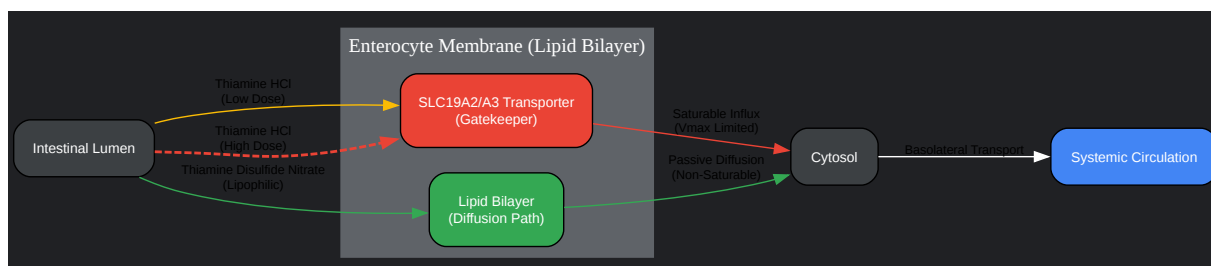 Enterocyte Membrane (Lipid Bilayer)
Intestinal Lumen
Thiamine HCl
(Low Dose)
Thiamine HCl
(High Dose)
Thiamine Disulfide Nitrate
(Lipophilic)
SLC19A2/A3 Transporter
(Gatekeeper)
Lipid Bilayer
(Diffusion Path)
Saturable Influx
(Vmax Limited)
Passive Diffusion
(Non-Saturable)
Cytosol
Basolateral Transport
Systemic Circulation